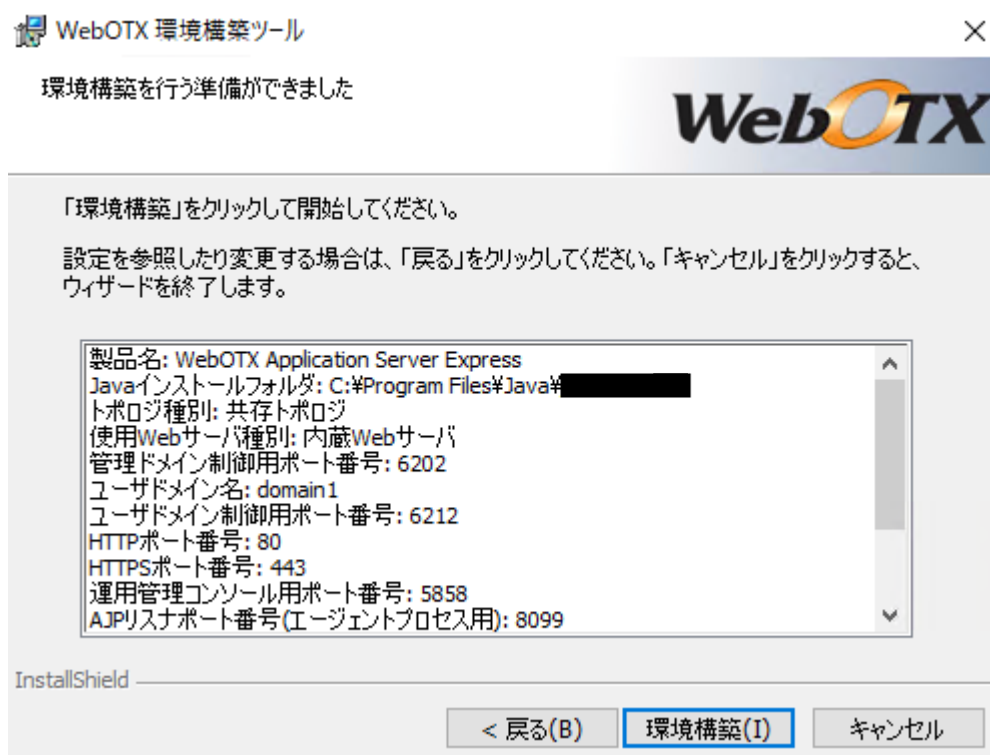 WebOTX 環境構築ツール
環境構築を行う準備ができました
WebOTX
「環境構築」をクリックして開始してください。
設定を参照したり変更する場合は、「戻る」をクリックしてください。「キャンセル」をクリックすると、
ウィザードを終了します。
製品名: WebOTX Application Server Express
Javaインストールフォルダ: C:¥Program Files¥Java¥
トポロジ種別: 共存トポロジ
使用Webサーバ種別: 内蔵Webサーバ
管理ドメイン制御用ポート番号: 6202
ユーザドメイン名: domain1
ユーザドメイン制御用ポート番号: 6212
HTTPポート番号: 80
HTTPSポート番号: 443
運用管理コンソール用ポート番号: 5858
AJPリスナポート番号(エージェントプロセス用): 8099
InstallShield
< 戻る(B) 環境構築(I) キャンセル